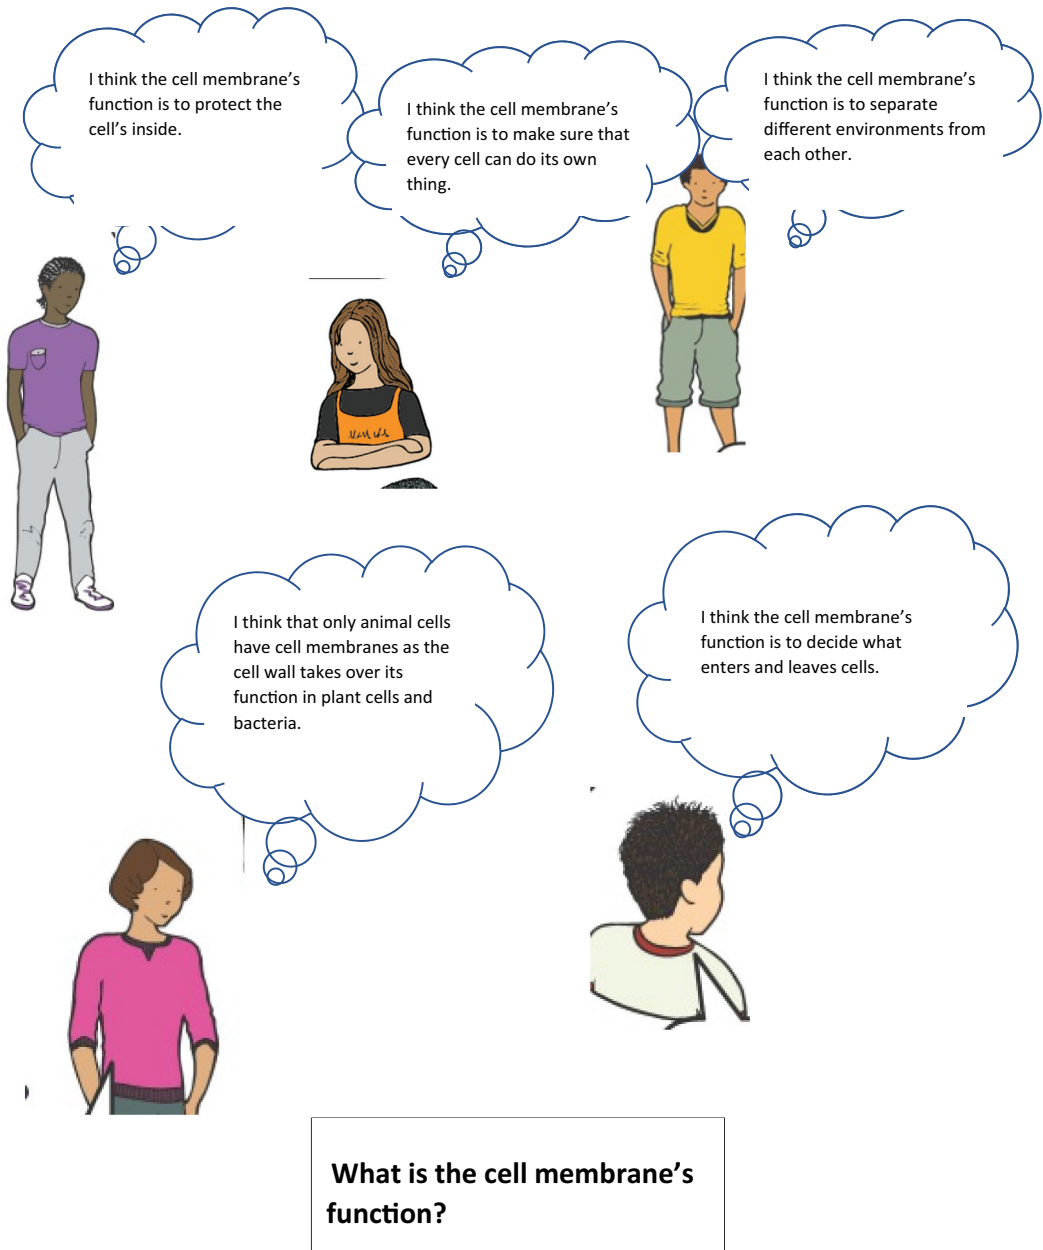 I think the cell membrane’s
function is to protect the
cell’s inside.
I think the cell membrane’s
function is to make sure that
every cell can do its own
thing.
I think the cell membrane’s
function is to separate
different environments from
each other.
I think that only animal cells
have cell membranes as the
cell wall takes over its
function in plant cells and
bacteria.
I think the cell membrane’s
function is to decide what
enters and leaves cells.
What is the cell membrane’s
function?